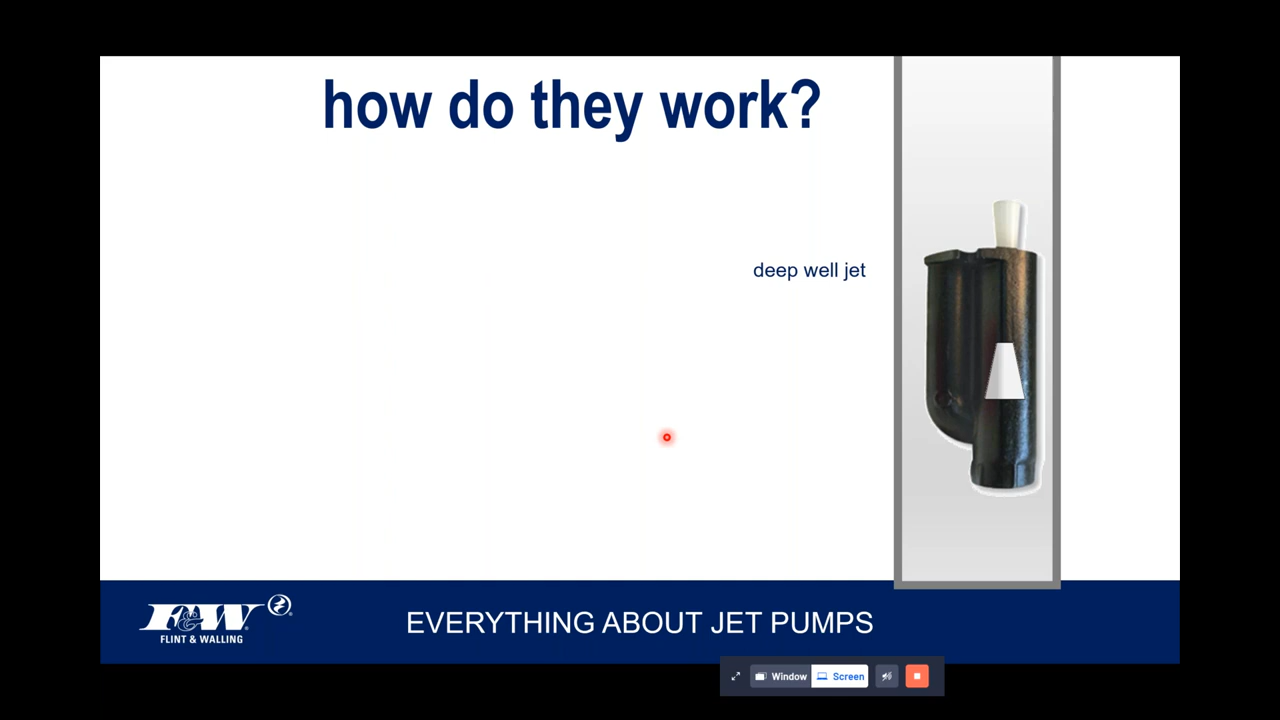 how do they work?
deep well jet
F&W
FLINT & WALLING
EVERYTHING ABOUT JET PUMPS
Window
Screen